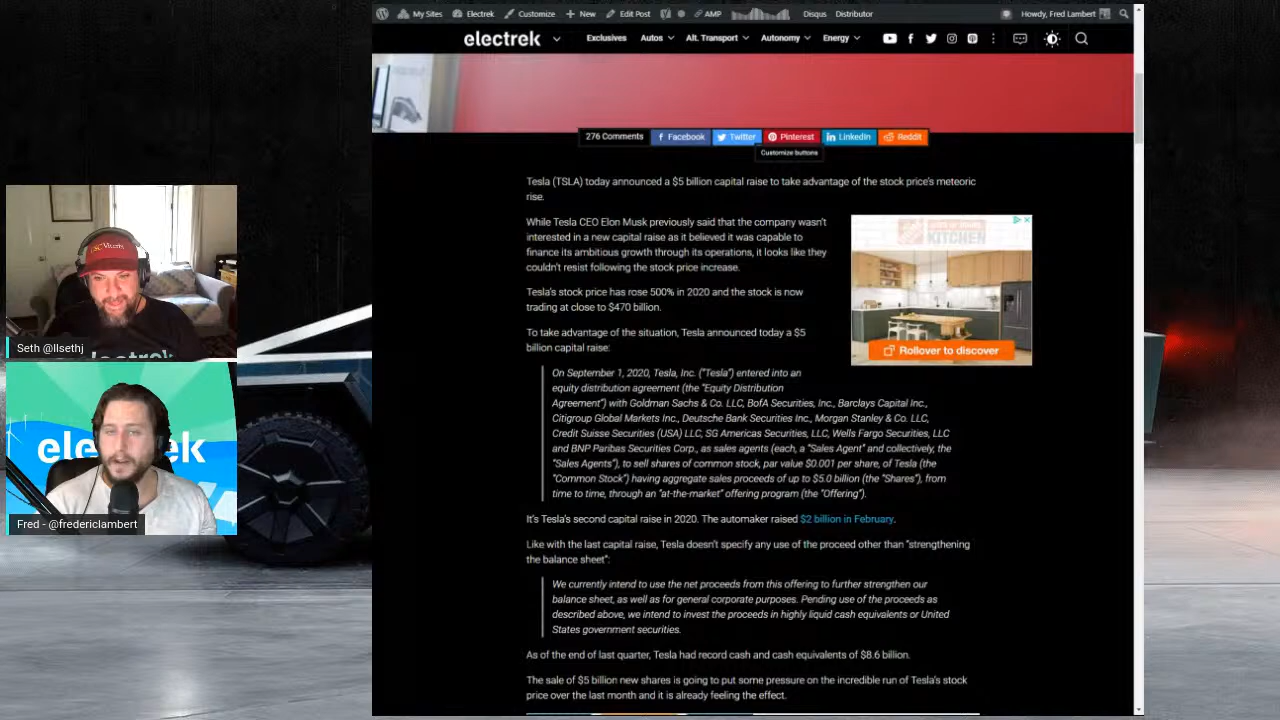 My Sites
Electrek
Customize
New
Edit Post
AMP
Disqus
Distributor
Howdy, Fred Lambert
electrek
Exclusives
Autos
Alt. Transport
Autonomy
Energy
276 Comments
Facebook
Twitter
Pinterest
LinkedIn
Reddit
Customize buttons
Tesla (TSLA) today announced a $5 billion capital raise to take advantage of the stock price's meteoric
rise.
While Tesla CEO Elon Musk previously said that the company wasn't
interested in a new capital raise as it believed it was capable to
finance its ambitious growth through its operations, it looks like they
couldn't resist following the stock price increase.
Tesla's stock price has rose 500% in 2020 and the stock is now
trading at close to $470 billion.
To take advantage of the situation, Tesla announced today a $5
billion capital raise:
KITCHEN
Rollover to discover
On September 1, 2020, Tesla, Inc. ("Tesla") entered into an
equity distribution agreement (the "Equity Distribution
Agreement") with Goldman Sachs & Co. LLC, BofA Securities, Inc., Barclays Capital Inc.,
Citigroup Global Markets Inc., Deutsche Bank Securities Inc., Morgan Stanley & Co. LLC,
Credit Suisse Securities (USA) LLC, SG Americas Securities, LLC, Wells Fargo Securities, LLC
and BNP Paribas Securities Corp., as sales agents (each, a "Sales Agent" and collectively, the
"Sales Agents"), to sell shares of common stock, par value $0.001 per share, of Tesla (the
"Common Stock") having aggregate sales proceeds of up to $5.0 billion (the "Shares"), from
time to time, through an "at-the-market" offering program (the "Offering").
It's Tesla's second capital raise in 2020. The automaker raised $2 billion in February.
Like with the last capital raise, Tesla doesn't specify any use of the proceed other than "strengthening
the balance sheet":
We currently intend to use the net proceeds from this offering to further strengthen our
balance sheet, as well as for general corporate purposes. Pending use of the proceeds as
described above, we intend to invest the proceeds in highly liquid cash equivalents or United
States government securities.
As of the end of last quarter, Tesla had record cash and cash equivalents of $8.6 billion.
The sale of $5 billion new shares is going to put some pressure on the incredible run of Tesla's stock
price over the last month and it is already feeling the effect.
Seth @llsethj
Fred - @fredericlambert